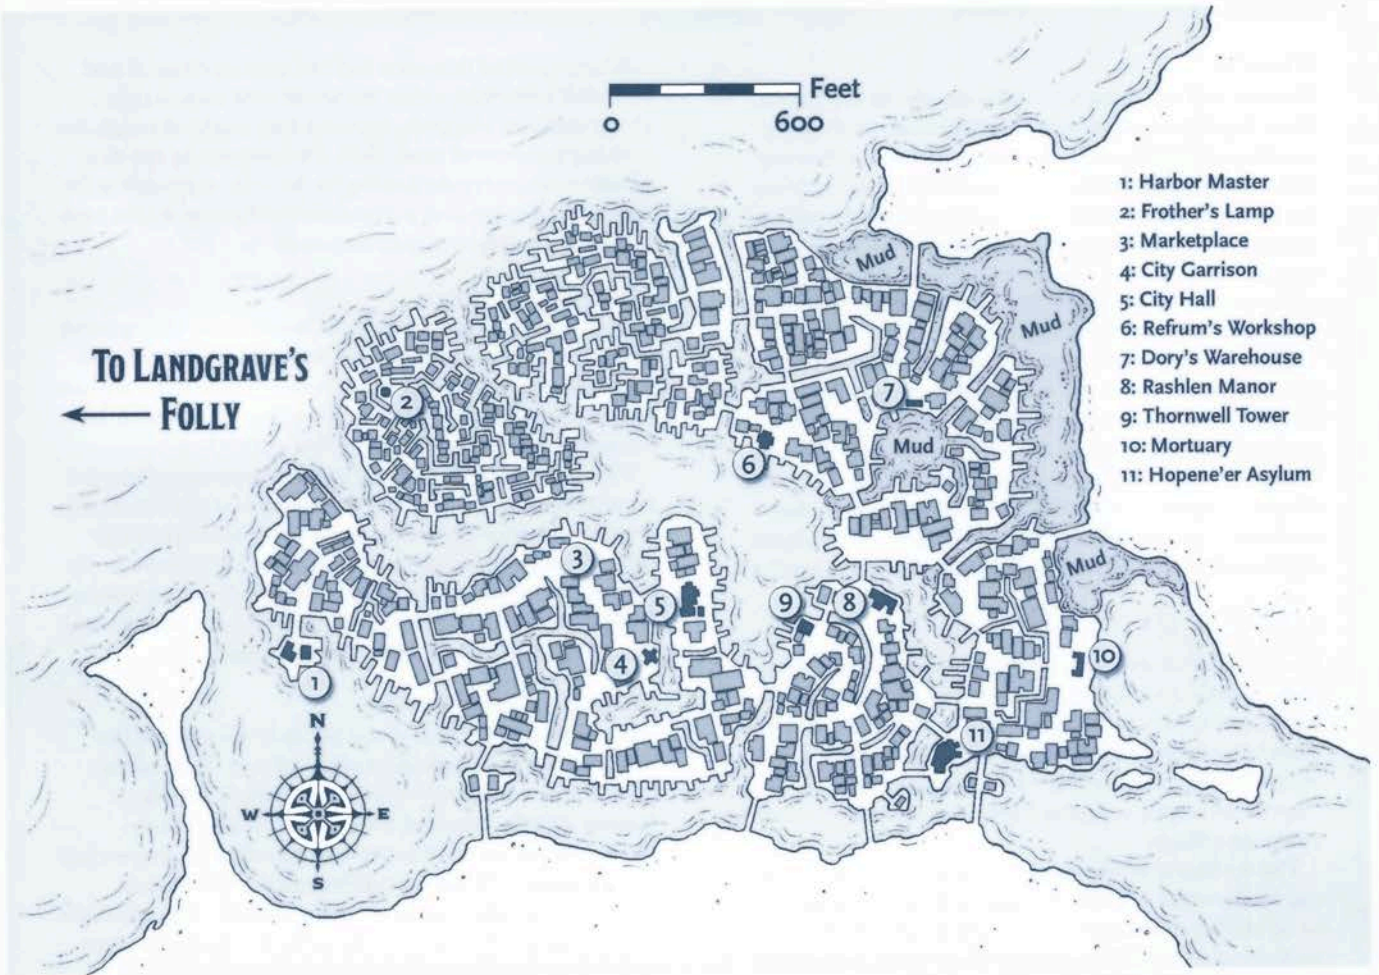 Feet
0 600
1: Harbor Master
2: Frother's Lamp
3: Marketplace
4: City Garrison
5: City Hall
6: Refrum's Workshop
7: Dory's Warehouse
8: Rashlen Manor
9: Thornwell Tower
10: Mortuary
11: Hopene'er Asylum
Mud
Mud
To Landgrave's
Folly
2
7
Mud
6
3
Mud
5
9
8
4
10
1
11
N
W E
S